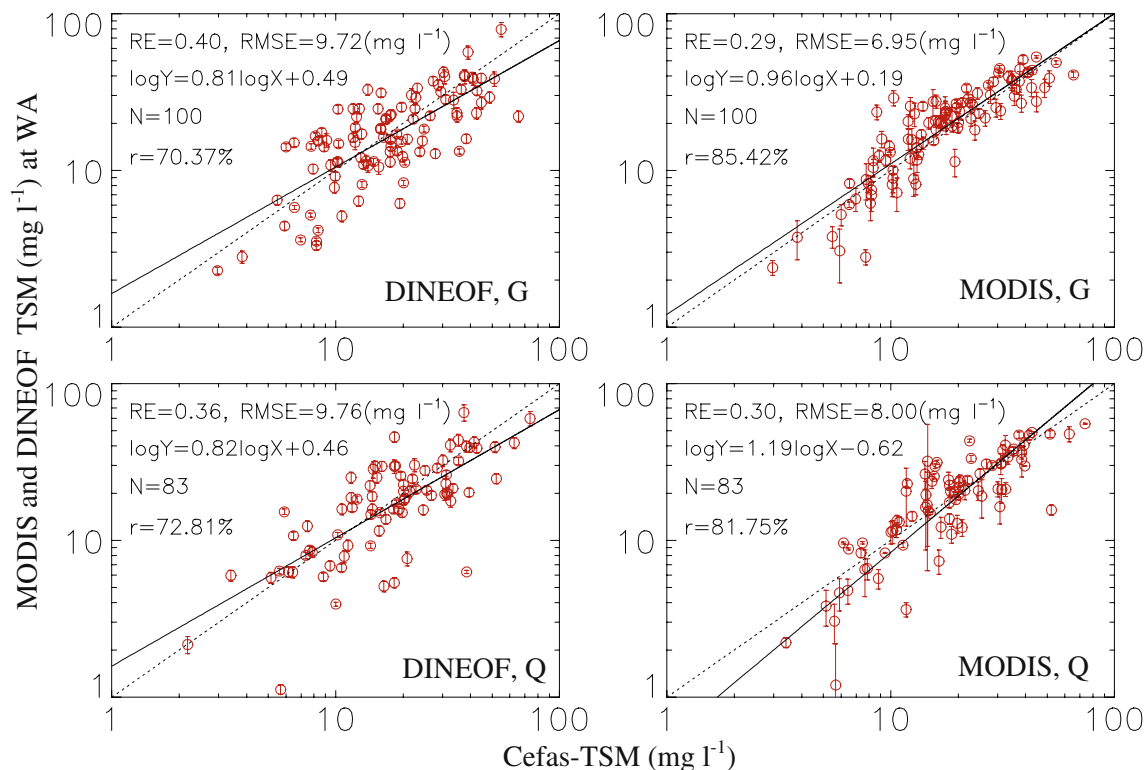 MODIS and DINEOF TSM (mg l⁻¹) at WA
100
10
1
RE=0.40, RMSE=9.72(mg l⁻¹)
logY=0.81logX+0.49
N=100
r=70.37%
DINEOF, G
1 10 100
100
10
1
RE=0.29, RMSE=6.95(mg l⁻¹)
logY=0.96logX+0.19
N=100
r=85.42%
MODIS, G
1 10 100
100
10
1
RE=0.36, RMSE=9.76(mg l⁻¹)
logY=0.82logX+0.46
N=83
r=72.81%
DINEOF, Q
1 10 100
100
10
1
RE=0.30, RMSE=8.00(mg l⁻¹)
logY=1.19logX−0.62
N=83
r=81.75%
MODIS, Q
1 10 100
Cefas-TSM (mg l⁻¹)